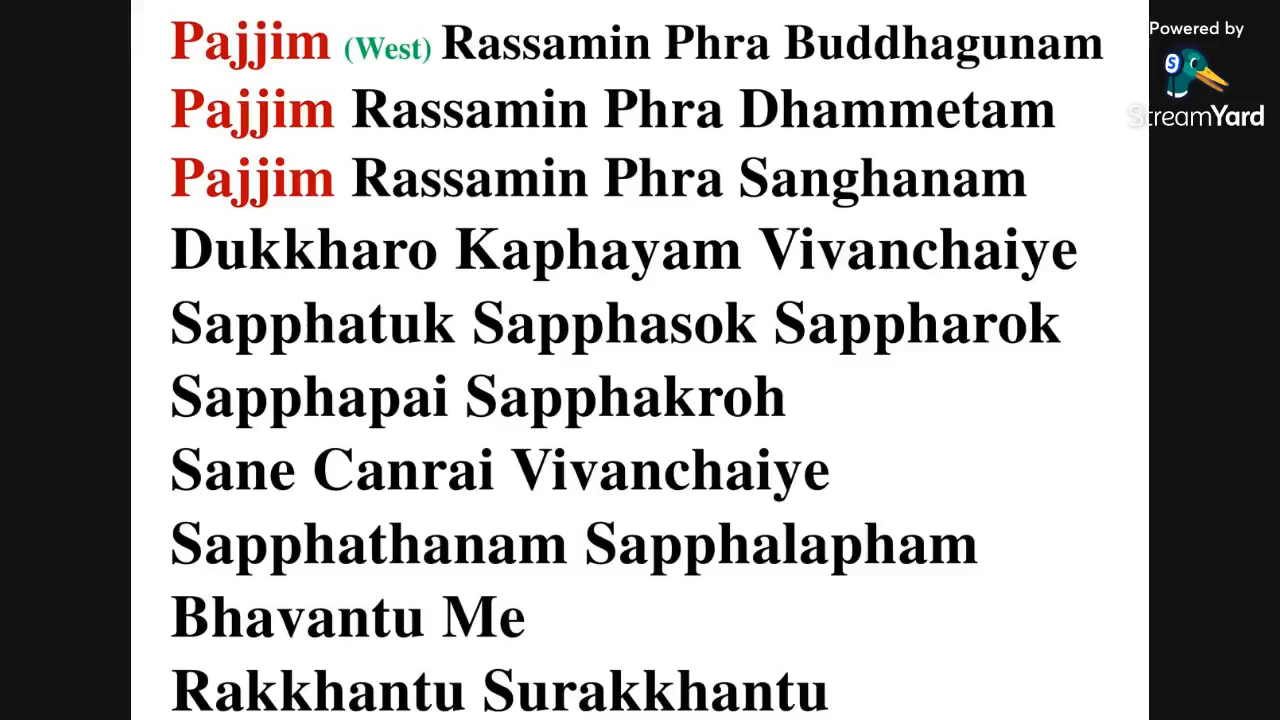 Pajjim (West) Rassamin Phra Buddhagunam
Pajjim Rassamin Phra Dhammetam
Pajjim Rassamin Phra Sanghanam
Dukkharo Kaphayam Vivanchaiye
Sapphatuk Sapphasok Sappharok
Sapphapai Sapphakroh
Sane Canrai Vivanchaiye
Sapphathanam Sapphalapham
Bhavantu Me
Rakkhantu Surakkhantu
Powered by
S
StreamYard